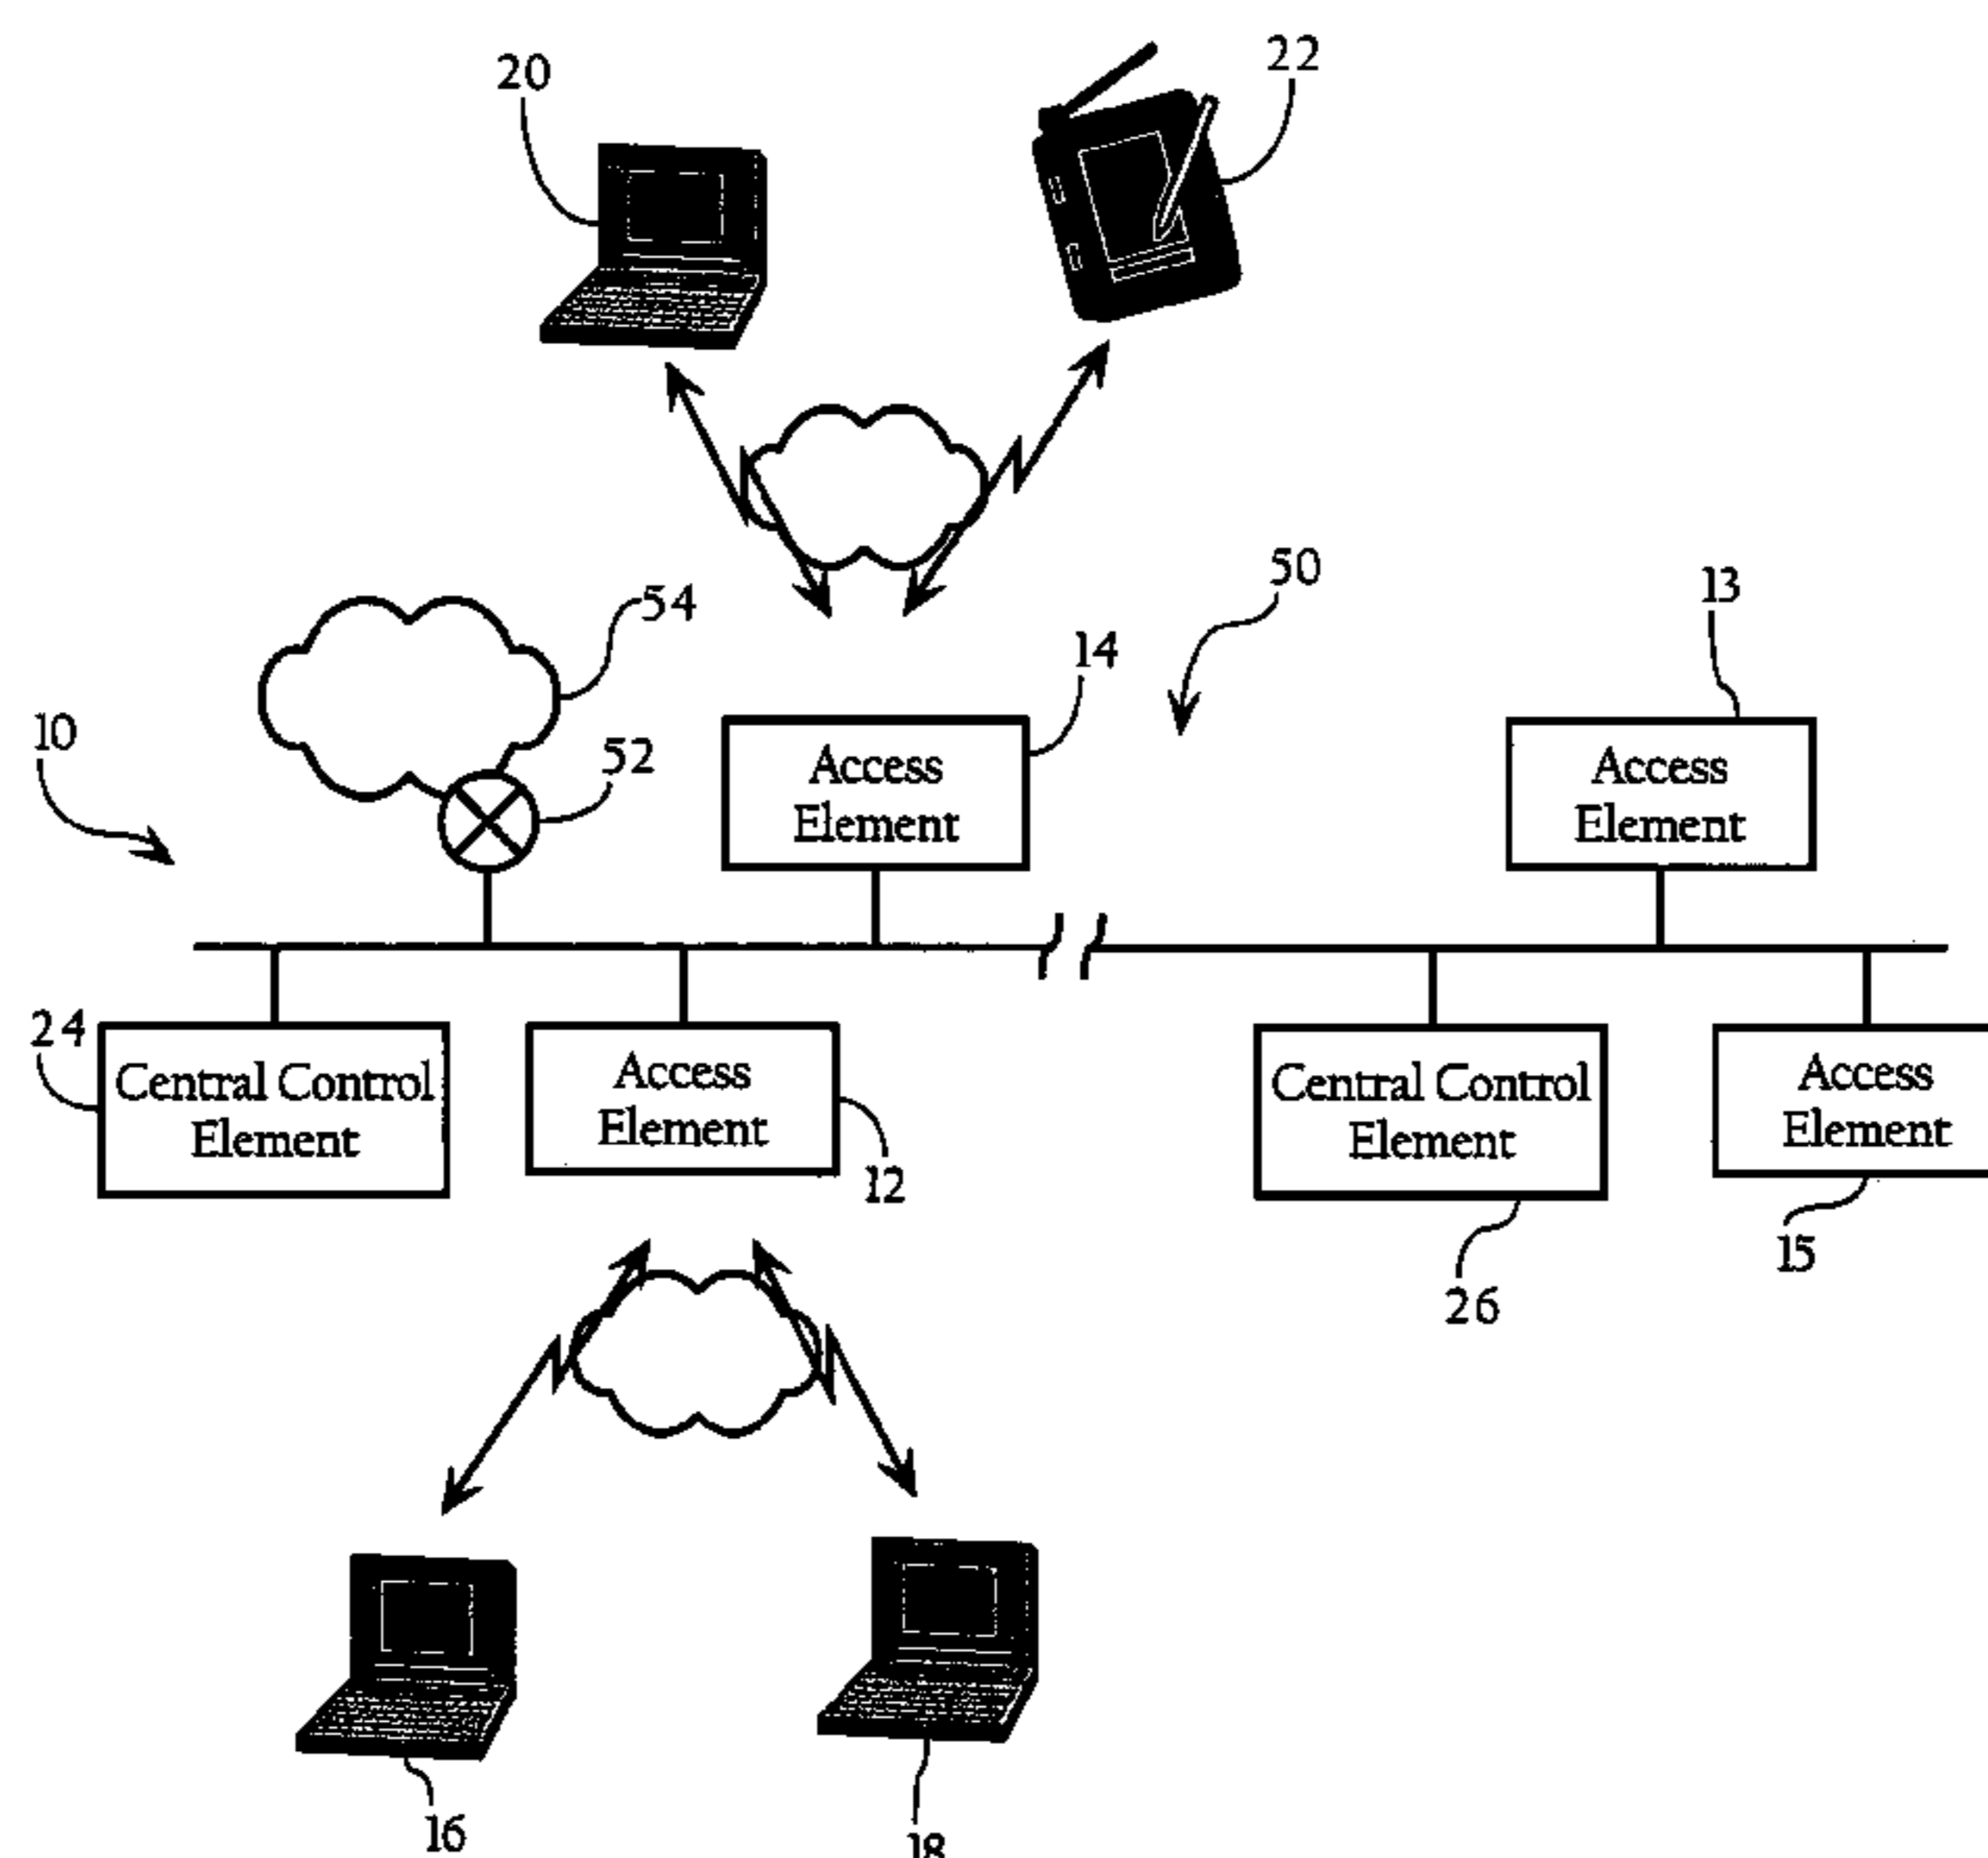 20
22
54
50
13
14
10
52
Access
Element
Access
Element
24
Central Control
Element
Access
Element
12
Central Control
Element
Access
Element
26
15
16
18